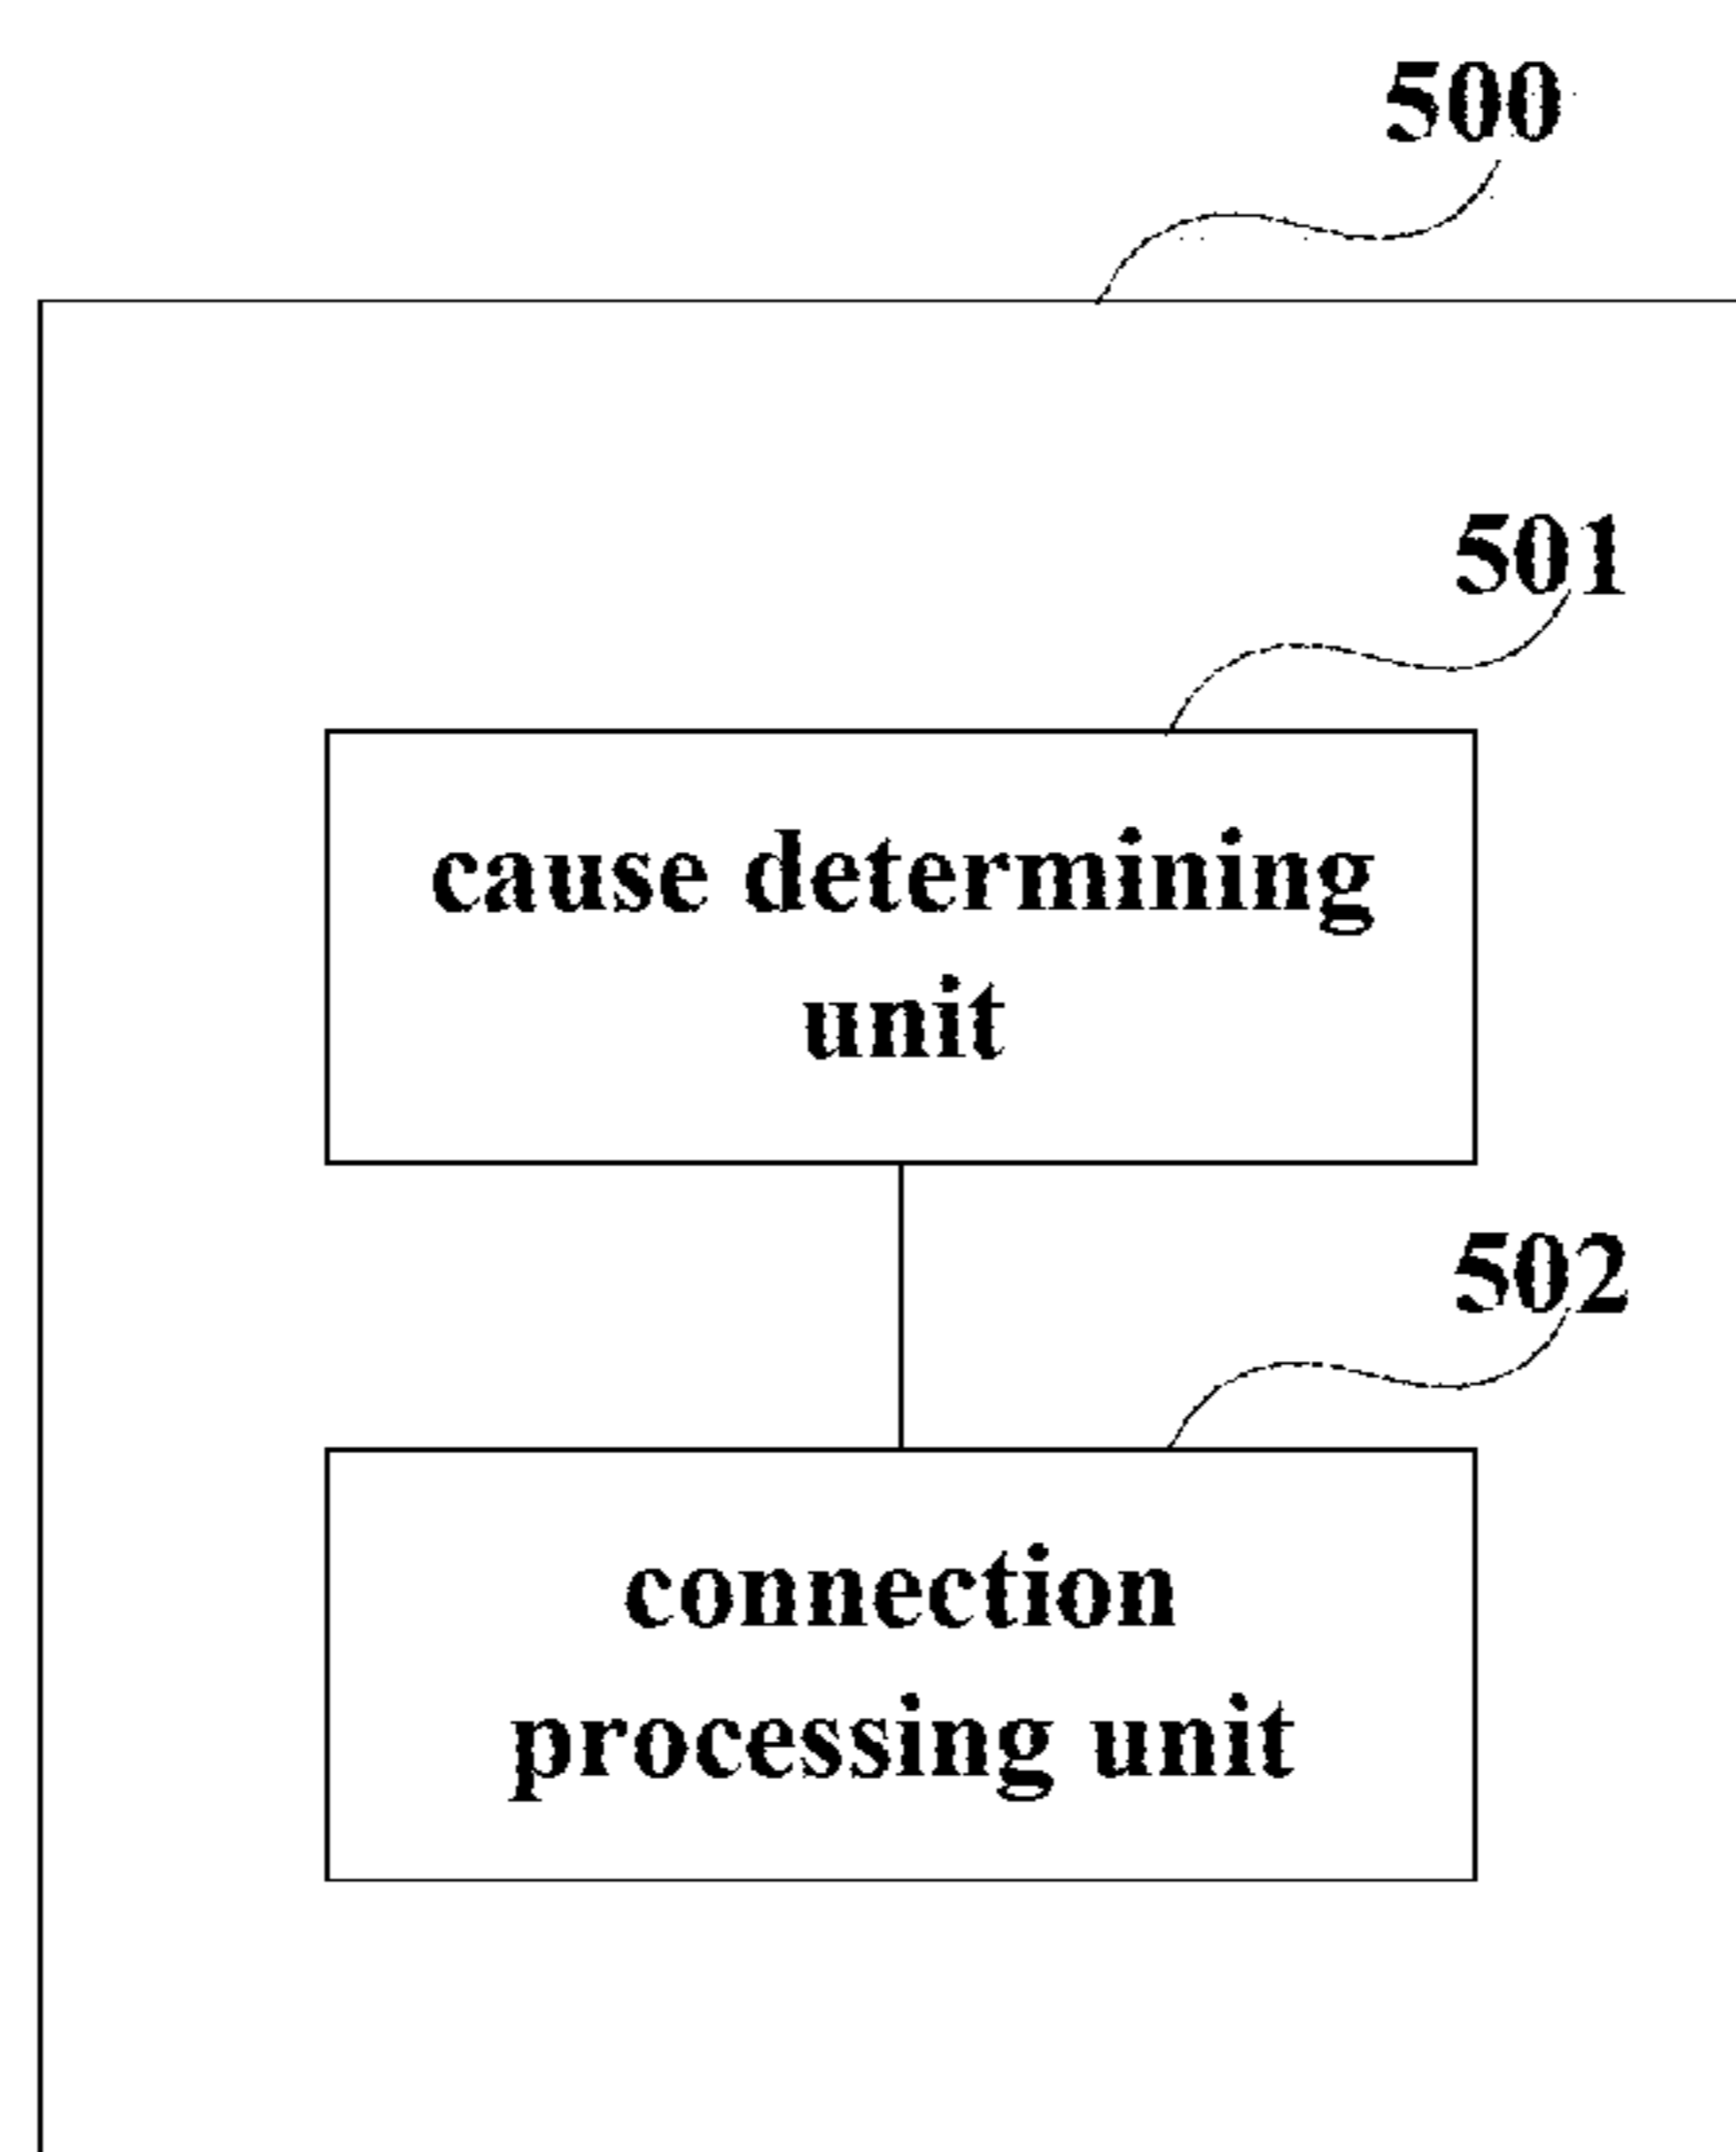 500
501
cause determining
unit
502
connection
processing unit